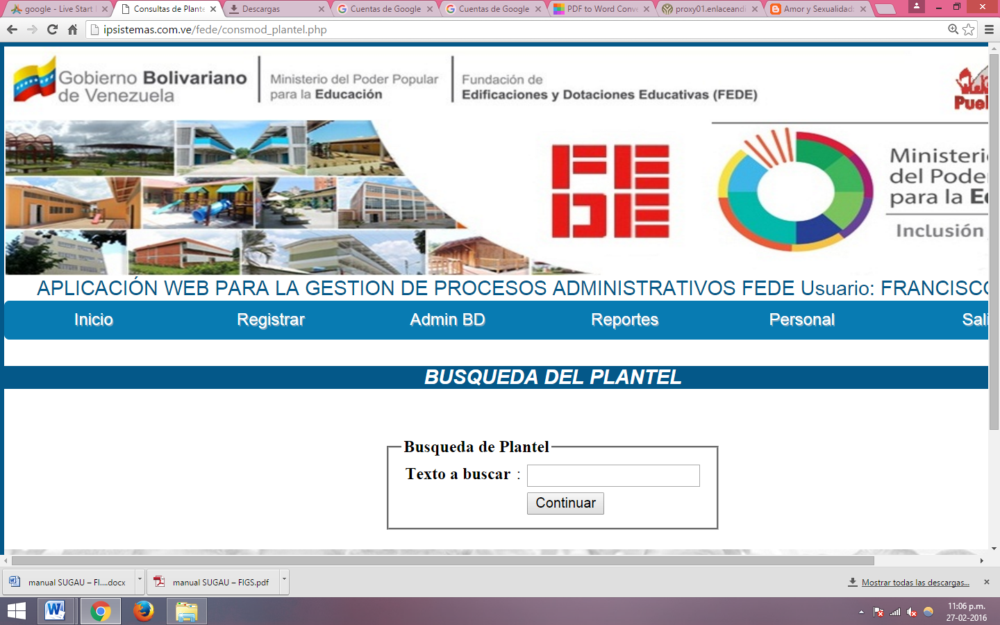 google - Live Start
Consultas de Plante
Descargas
Cuentas de Google
Cuentas de Google
PDF to Word Conve
proxy01.enlaceandi
Amor y Sexualidad:
ipsistemas.com.ve/fede/consmod_plantel.php
Gobierno Bolivariano
de Venezuela
Ministerio del Poder Popular
para la Educación
Fundación de
Edificaciones y Dotaciones Educativas (FEDE)
Puel
FEDE
Ministeri
del Pode
para la E
Inclusión
APLICACIÓN WEB PARA LA GESTION DE PROCESOS ADMINISTRATIVOS FEDE Usuario: FRANCISCO
Inicio
Registrar
Admin BD
Reportes
Personal
Sali
BUSQUEDA DEL PLANTEL
Busqueda de Plantel
Texto a buscar :
Continuar
manual SUGAU – FI....docx
manual SUGAU – FIGS.pdf
Mostrar todas las descargas...
11:06 p.m.
27-02-2016